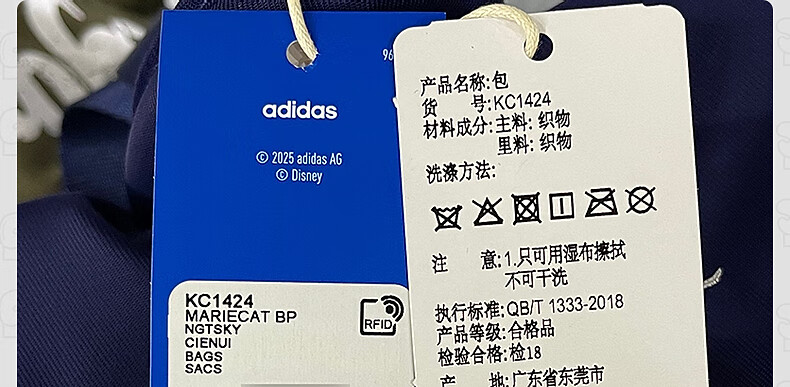 adidas
© 2025 adidas AG
© Disney
KC1424
MARIECAT BP
NGTSKY
CIENUI
BAGS
SACS
RFID
96
产品名称:包
货 号:KC1424
材料成分:主料: 织物
里料: 织物
洗涤方法:
注 意:1.只可用湿布擦拭
不可干洗
执行标准:QB/T 1333-2018
产品等级:合格品
检验合格:检18
产 地:广东省东莞市